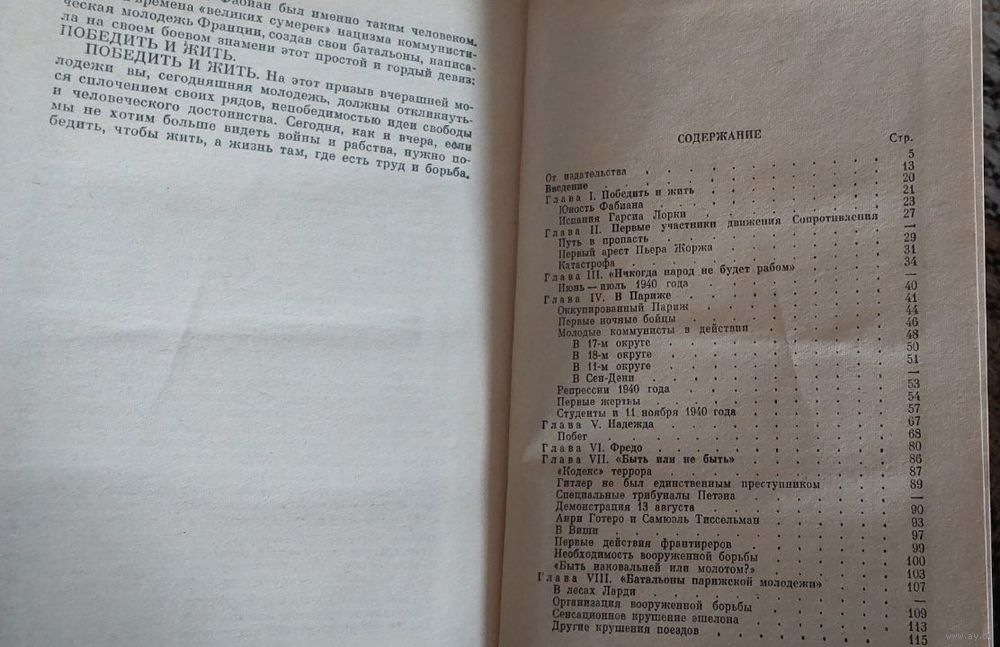 Фабиан был именно таким человеком.
времена «великих сумерек» нацизма коммунисти-
ческая молодежь Франции, создав свои батальоны, написа-
ла на своем боевом знамени этот простой и гордый девиз:
ПОБЕДИТЬ И ЖИТЬ.
ПОБЕДИТЬ И ЖИТЬ. На этот призыв вчерашней мо-
лодежи вы, сегодняшняя молодежь, должны откликнуть-
ся сплочением своих рядов, непобедимостью идеи свободы
и человеческого достоинства. Сегодня, как и вчера, если
мы не хотим больше видеть войны и рабства, нужно по-
бедить, чтобы жить, а жизнь там, где есть труд и борьба.
СОДЕРЖАНИЕ
Стр.
От издательства 5
Введение 13
Глава I. Победить и жить 20
Юность Фабиана 21
Испания Гарсиа Лорки 23
Глава II. Первые участники движения Сопротивления 27
Путь в пропасть —
Первый арест Пьера Жоржа 29
Катастрофа 31
Глава III. «Никогда народ не будет рабом» 34
Июнь — июль 1940 года —
Глава IV. В Париже 40
Оккупированный Париж 41
Первые ночные бойцы 44
Молодые коммунисты в действии 46
В 17-м округе 48
В 18-м округе 50
В 11-м округе 51
В Сен-Дени —
Репрессии 1940 года 53
Первые жертвы 54
Студенты и 11 ноября 1940 года 57
Глава V. Надежда 67
Побег 68
Глава VI. Фредо 80
Глава VII. «Быть или не быть» 86
«Кодекс» террора 87
Гитлер не был единственным преступником 89
Специальные трибуналы Петэна —
Демонстрация 13 августа 90
Анри Готеро и Самюэль Тиссельман 93
В Виши 97
Первые действия франтиреров 99
Необходимость вооруженной борьбы 100
«Быть наковальней или молотом?» 103
Глава VIII. «Батальоны парижской молодежи» 107
В лесах Ларди —
Организация вооруженной борьбы 109
Сенсационное крушение эшелона 113
Другие крушения поездов 115